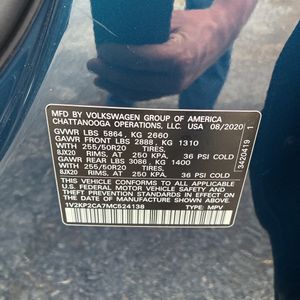 MFD. BY VOLKSWAGEN GROUP OF AMERICA
CHATTANOOGA OPERATIONS, LLC. USA 08/2020
GVWR LBS 5864, KG 2660
GAWR FRONT LBS 2888, KG 1310
WITH 255/50R20 TIRES,
8JX20 RIMS, AT 250 KPA, 36 PSI COLD
GAWR REAR LBS 3086, KG 1400
WITH 255/50R20 TIRES,
8JX20 RIMS, AT 250 KPA, 36 PSI COLD
THIS VEHICLE CONFORMS TO ALL APPLICABLE
U.S. FEDERAL MOTOR VEHICLE SAFETY
STANDARDS IN EFFECT ON THE DATE
OF MANUFACTURE SHOWN ABOVE.
1V2KP2CA7MC524138 TYPE: MPV
3420419 1